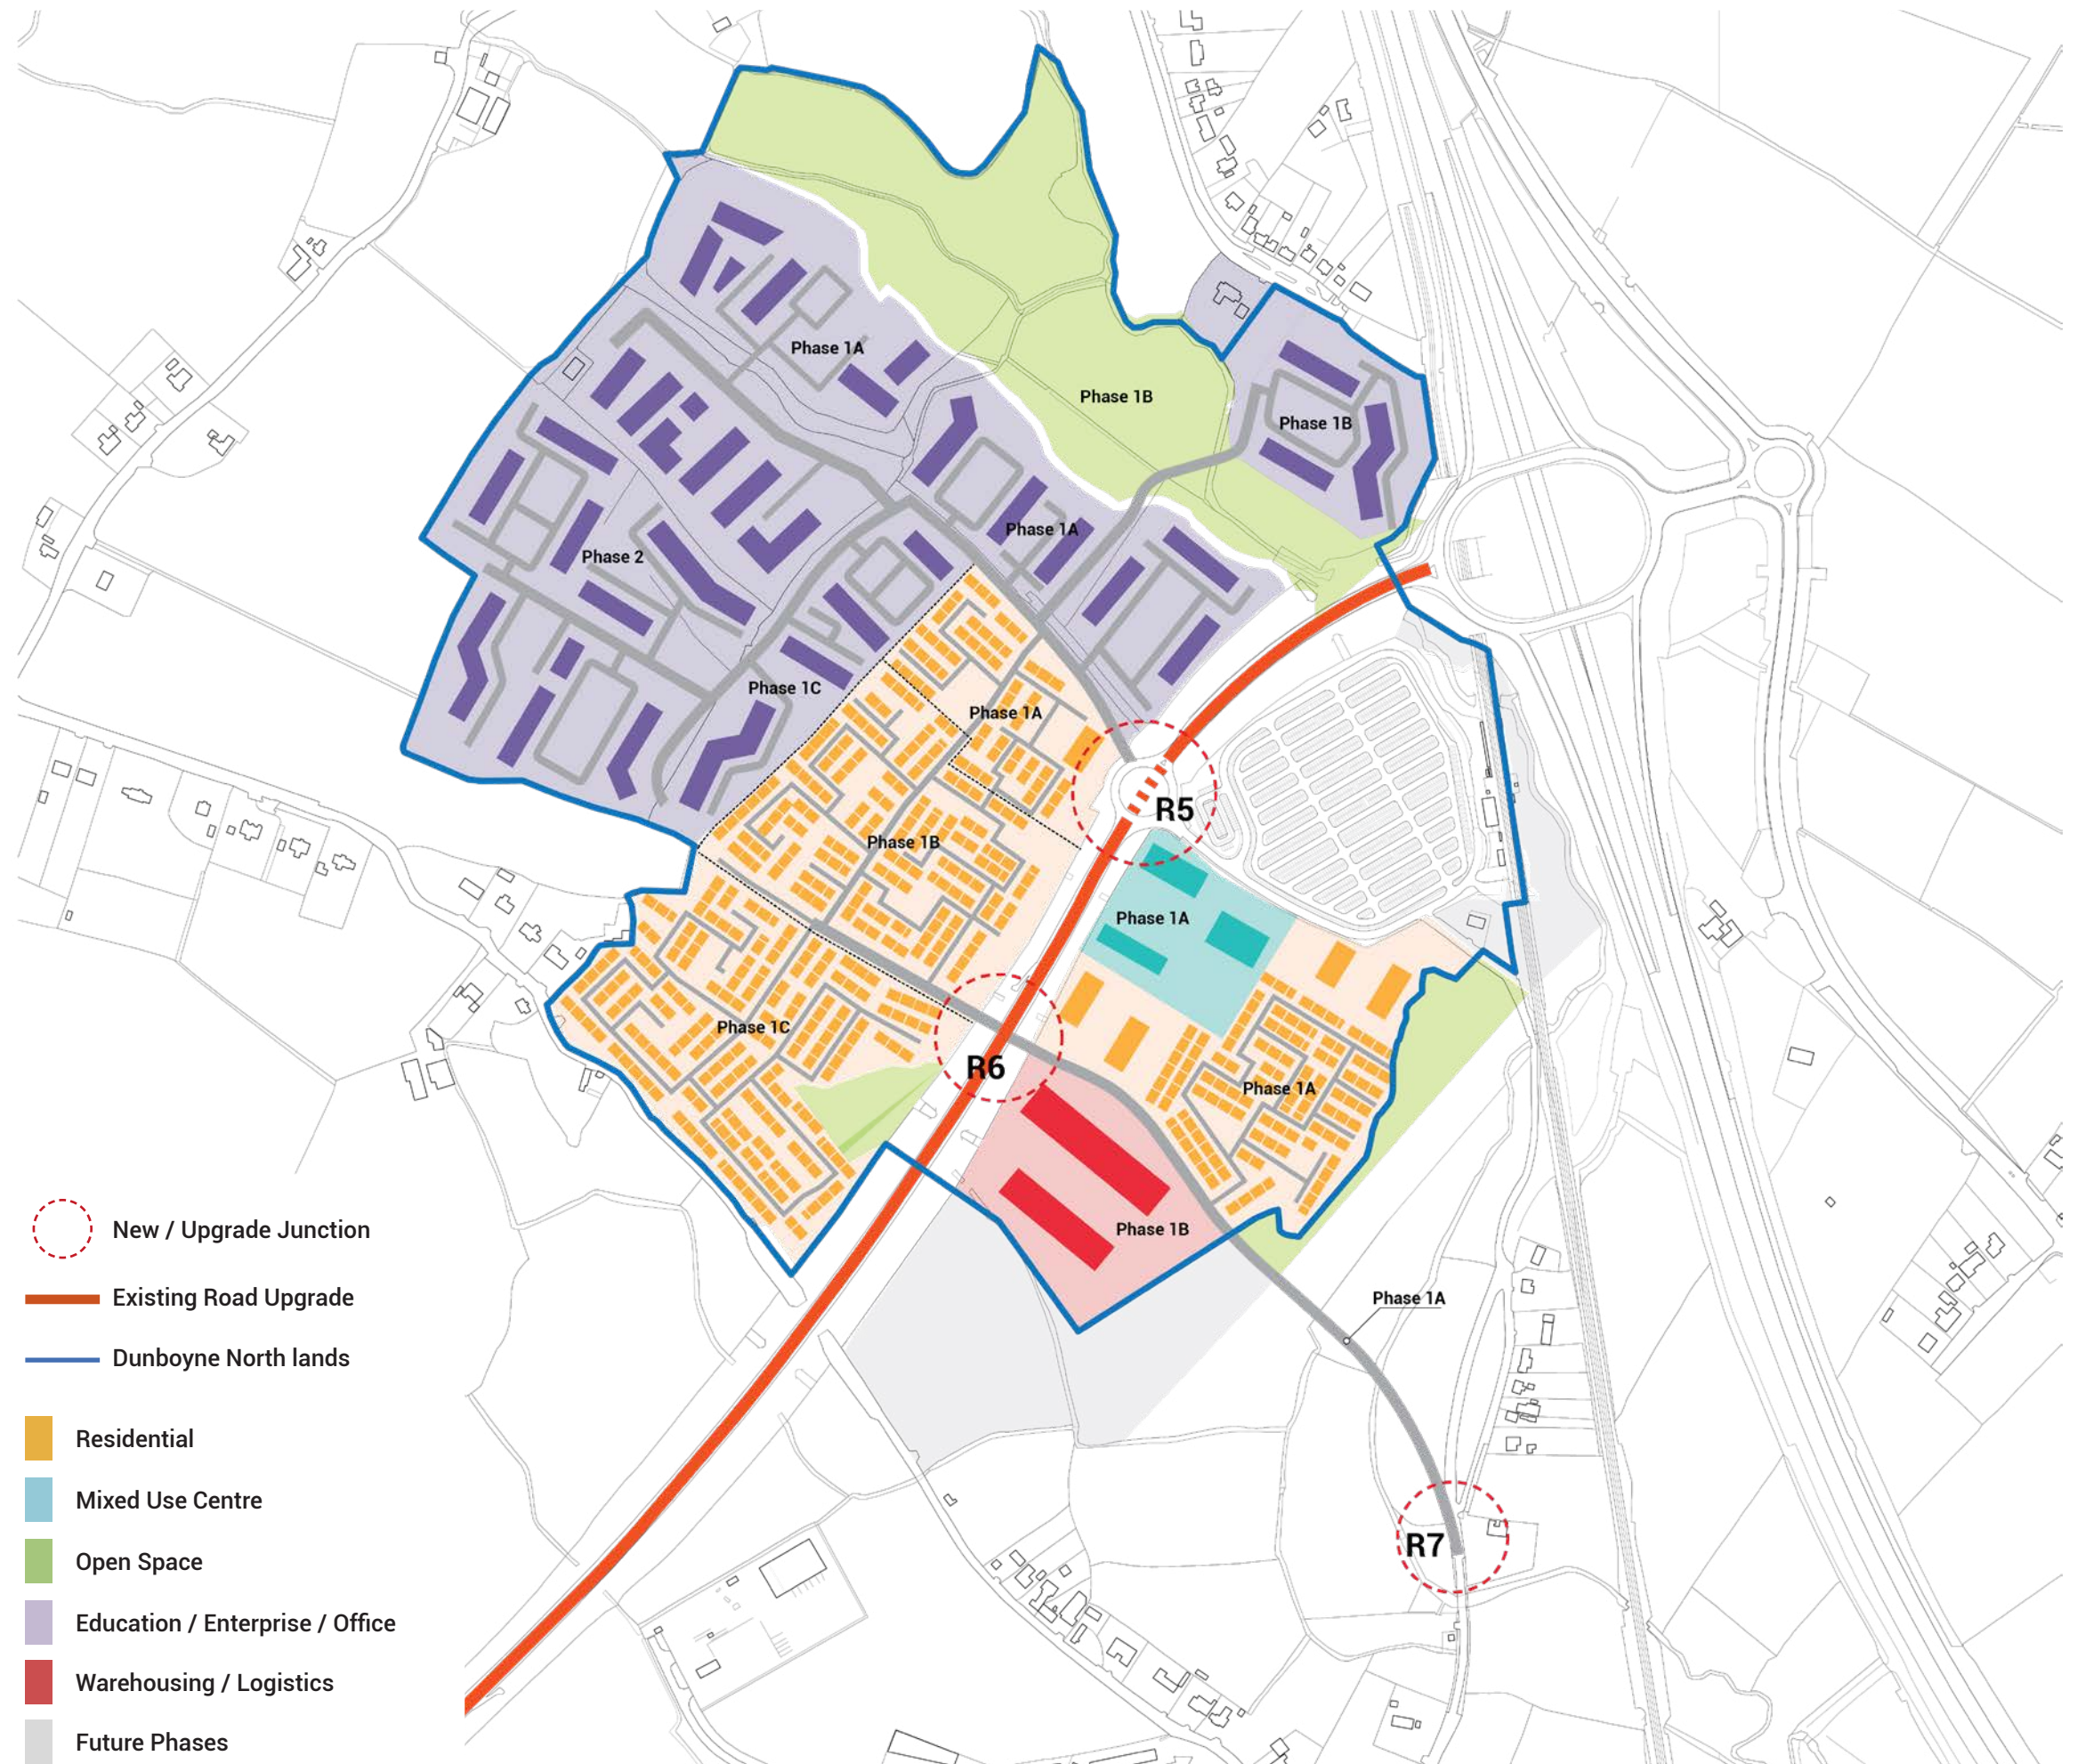 Phase 1A
Phase 1B
Phase 1B
Phase 1A
Phase 2
Phase 1C
Phase 1A
R5
Phase 1B
Phase 1A
Phase 1C
R6
Phase 1A
Phase 1B
Phase 1A
R7
New / Upgrade Junction
Existing Road Upgrade
Dunboyne North lands
Residential
Mixed Use Centre
Open Space
Education / Enterprise / Office
Warehousing / Logistics
Future Phases